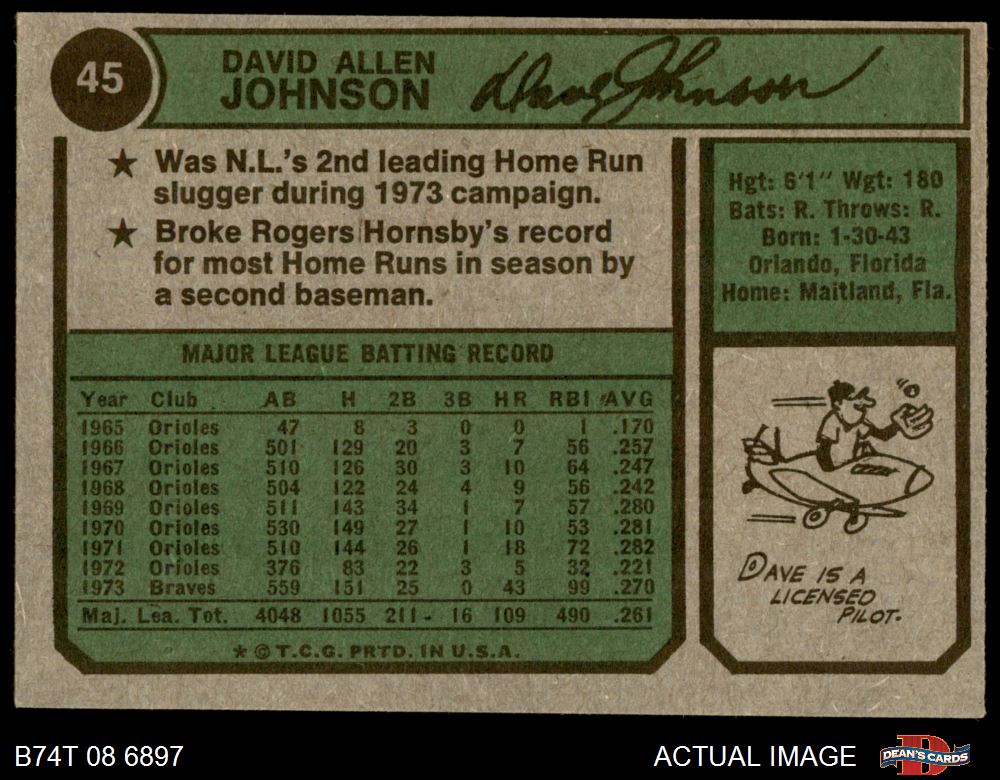 45
DAVID ALLEN
JOHNSON
Dave Johnson
★ Was N.L.'s 2nd leading Home Run
slugger during 1973 campaign.
★ Broke Rogers Hornsby's record
for most Home Runs in season by
a second baseman.
Hgt: 6'1" Wgt: 180
Bats: R. Throws: R.
Born: 1-30-43
Orlando, Florida
Home: Maitland, Fla.
MAJOR LEAGUE BATTING RECORD
Year Club AB H 2B 3B HR RBI AVG
1965 Orioles 47 8 3 0 0 1 .170
1966 Orioles 501 129 20 3 7 56 .257
1967 Orioles 510 126 30 3 10 64 .247
1968 Orioles 504 122 24 4 9 56 .242
1969 Orioles 511 143 34 1 7 57 .280
1970 Orioles 530 149 27 1 10 53 .281
1971 Orioles 510 144 26 1 18 72 .282
1972 Orioles 376 83 22 3 5 32 .221
1973 Braves 559 151 25 0 43 99 .270
Maj. Lea. Tot. 4048 1055 211 16 109 490 .261
* © T.C.G. PRTD. IN U.S.A.
DAVE IS A
LICENSED
PILOT.
B74T 08 6897
ACTUAL IMAGE
DEAN'S CARDS